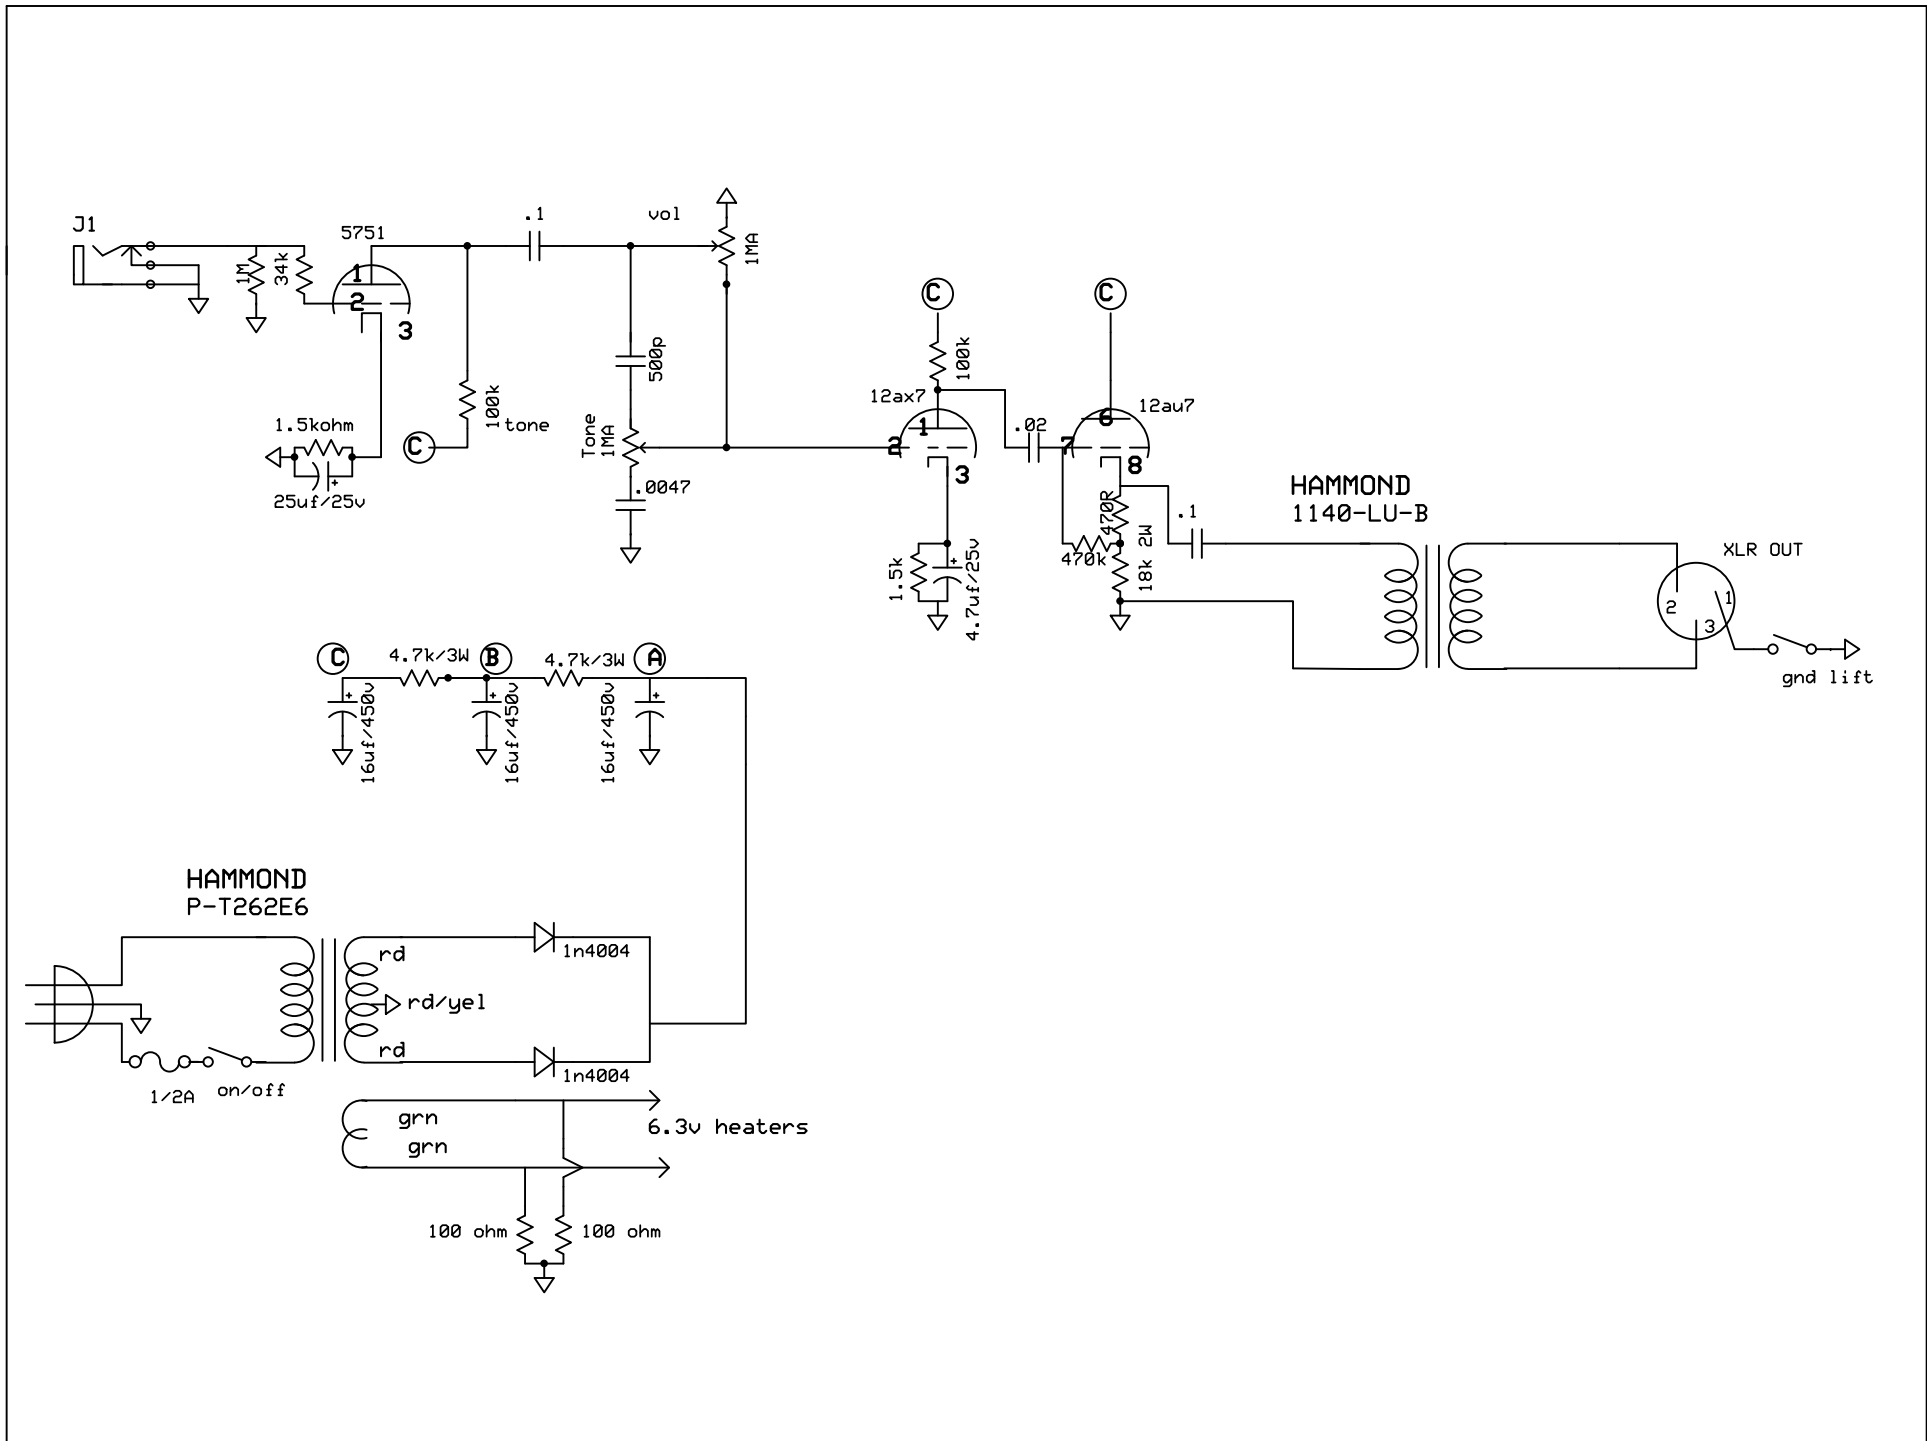 J1
1M
34k
5751
1
2
3
1.5kohm
25uf/25v
+
C
100k
tone
.1
vol
1MA
500p
Tone
1MA
.0047
C
100k
12ax7
1
2
3
1.5k
+
4.7uf/25v
.02
C
12au7
6
7
8
470R
470k
18k 2W
.1
HAMMOND
1140-LU-B
XLR OUT
1
2
3
gnd lift
C
4.7k/3W
B
4.7k/3W
A
+
16uf/450v
+
16uf/450v
16uf/450v
+
HAMMOND
P-T262E6
rd
1n4004
rd/yel
rd
1n4004
1/2A
on/off
grn
grn
6.3v heaters
100 ohm
100 ohm